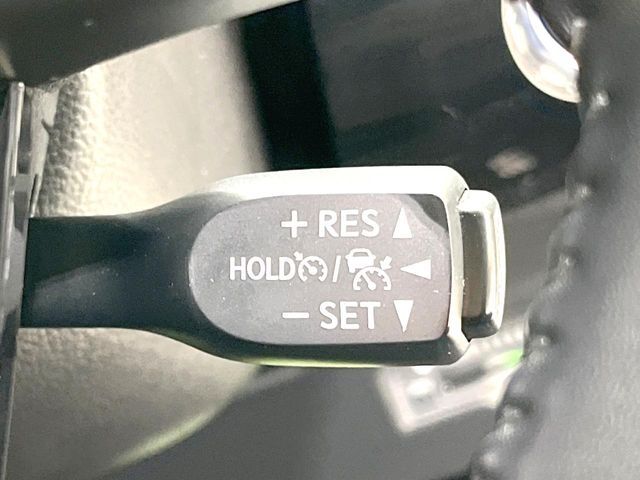 + RES ▲
HOLD / ◀
− SET ▼